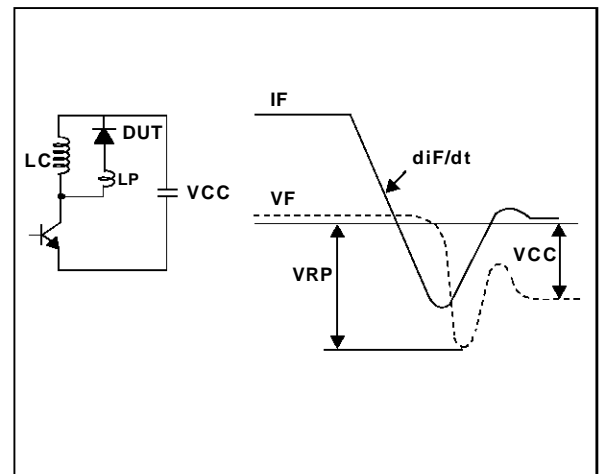 IF
DUT
diF/dt
LC
LP
VCC
VF
VRP
VCC